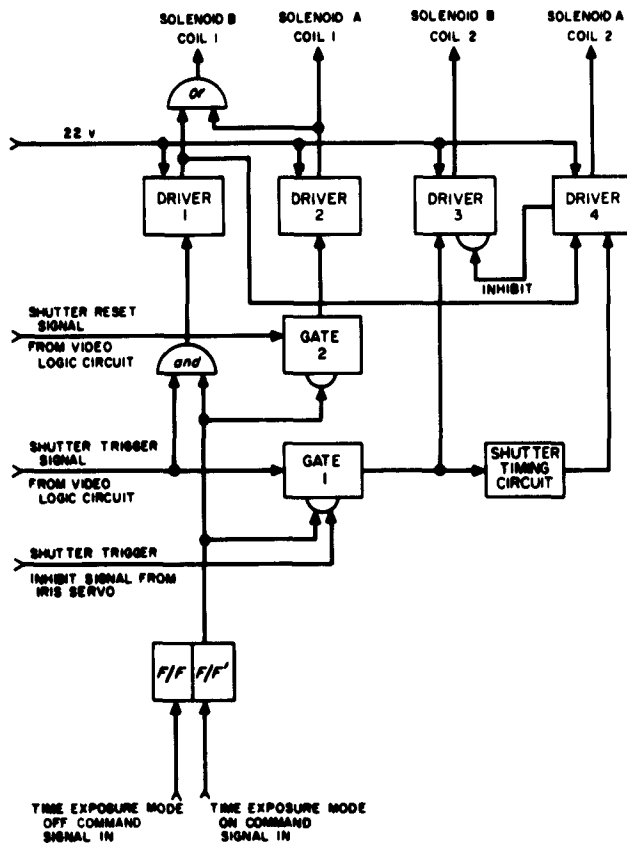 SOLENOID B
COIL 1
SOLENOID A
COIL 1
SOLENOID B
COIL 2
SOLENOID A
COIL 2
or
22 v
DRIVER
1
DRIVER
2
DRIVER
3
DRIVER
4
INHIBIT
SHUTTER RESET
SIGNAL
FROM VIDEO
LOGIC CIRCUIT
GATE
2
and
SHUTTER TRIGGER
SIGNAL
FROM VIDEO
LOGIC CIRCUIT
GATE
1
SHUTTER
TIMING
CIRCUIT
SHUTTER TRIGGER
INHIBIT SIGNAL FROM
IRIS SERVO
F/F
F/F'
TIME EXPOSURE MODE
OFF COMMAND
SIGNAL IN
TIME EXPOSURE MODE
ON COMMAND
SIGNAL IN